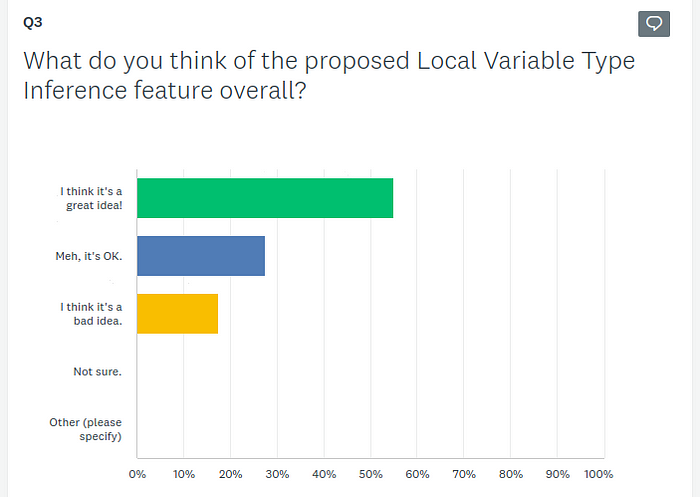 Q3
What do you think of the proposed Local Variable Type
Inference feature overall?
I think it's a
great idea!
Meh, it's OK.
I think it's a
bad idea.
Not sure.
Other (please
specify)
0% 10% 20% 30% 40% 50% 60% 70% 80% 90% 100%